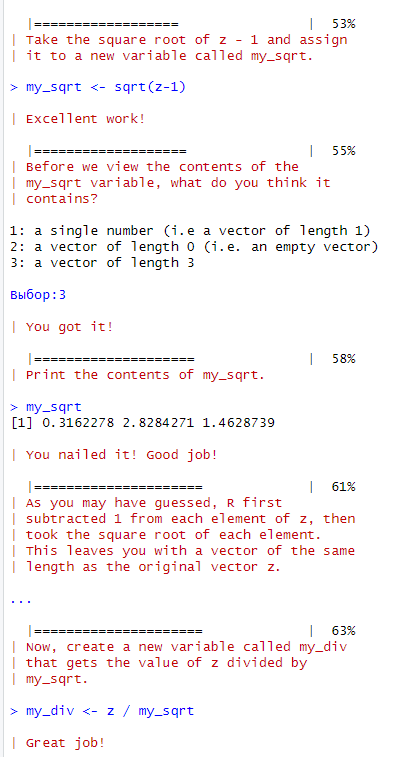 |==================                |  53%
| Take the square root of z - 1 and assign
| it to a new variable called my_sqrt.
> my_sqrt <- sqrt(z-1)
| Excellent work!
|===================               |  55%
| Before we view the contents of the
| my_sqrt variable, what do you think it
| contains?
1: a single number (i.e a vector of length 1)
2: a vector of length 0 (i.e. an empty vector)
3: a vector of length 3
Выбор:3
| You got it!
|====================              |  58%
| Print the contents of my_sqrt.
> my_sqrt
[1] 0.3162278 2.8284271 1.4628739
| You nailed it! Good job!
|=====================             |  61%
| As you may have guessed, R first
| subtracted 1 from each element of z, then
| took the square root of each element.
| This leaves you with a vector of the same
| length as the original vector z.
...
|=====================             |  63%
| Now, create a new variable called my_div
| that gets the value of z divided by
| my_sqrt.
> my_div <- z / my_sqrt
| Great job!